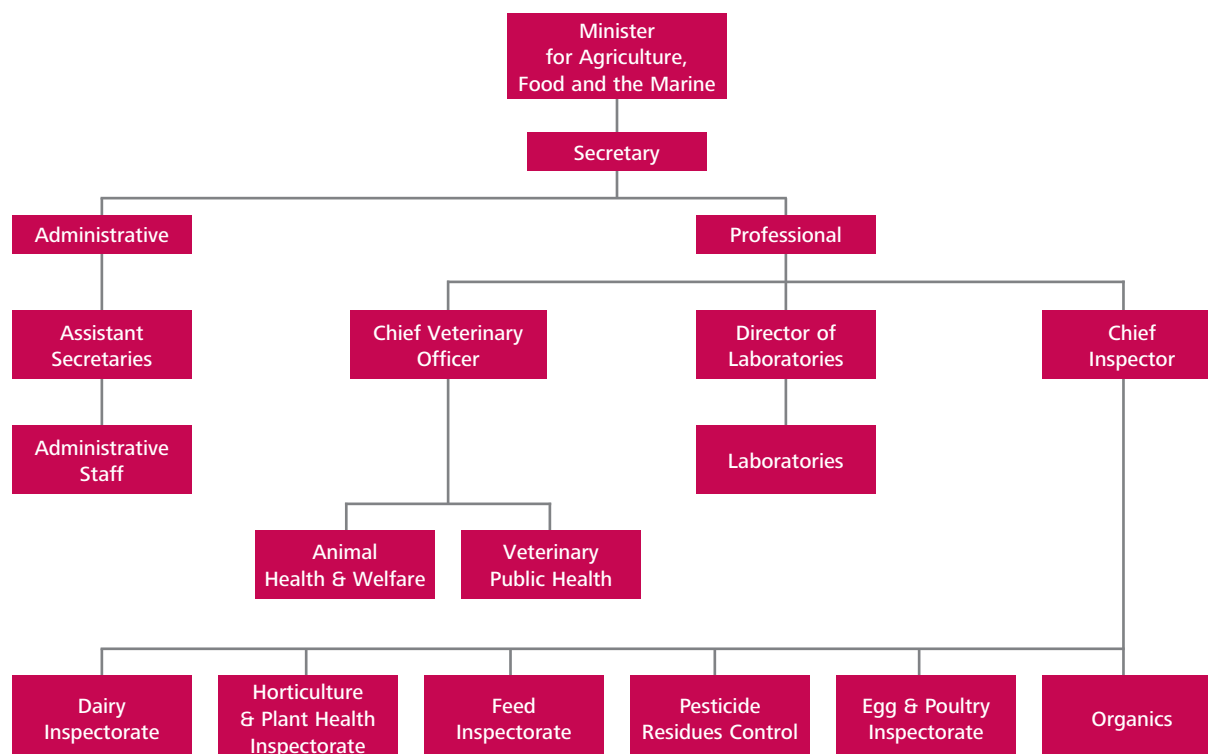 Minister
for Agriculture,
Food and the Marine
Secretary
Administrative
Professional
Assistant
Secretaries
Chief Veterinary
Officer
Director of
Laboratories
Chief
Inspector
Administrative
Staff
Laboratories
Animal
Health & Welfare
Veterinary
Public Health
Dairy
Inspectorate
Horticulture
& Plant Health
Inspectorate
Feed
Inspectorate
Pesticide
Residues Control
Egg & Poultry
Inspectorate
Organics